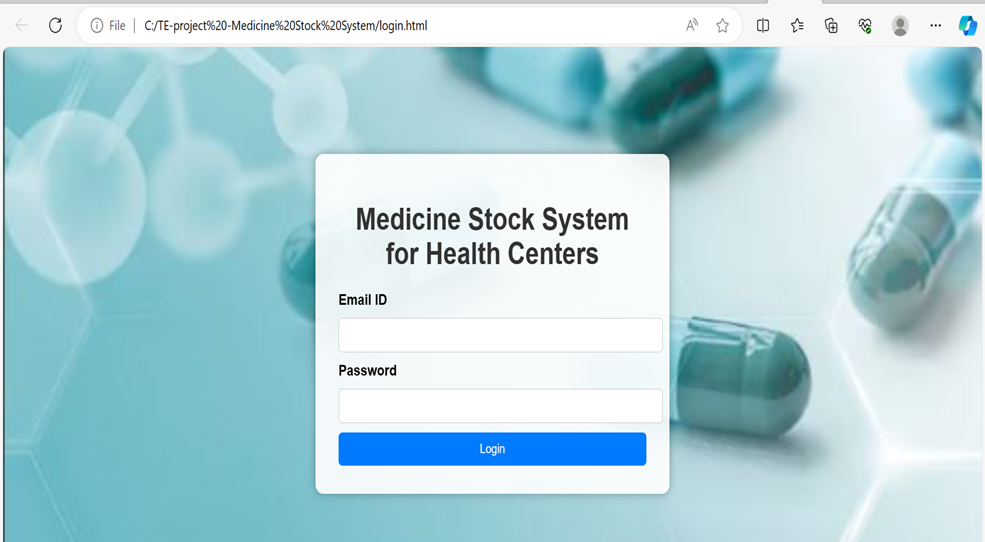 File C:/TE-project%20-Medicine%20Stock%20System/login.html
Medicine Stock System
for Health Centers
Email ID
Password
Login